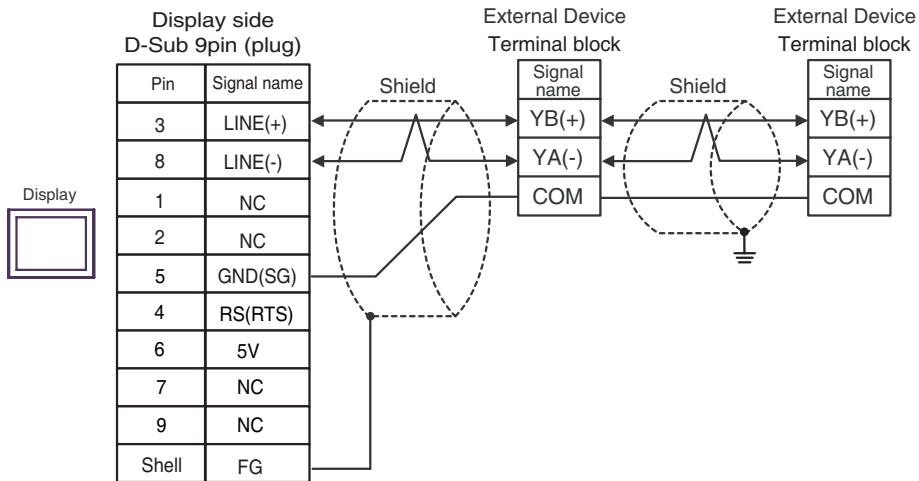 Display side
D-Sub 9pin (plug)
External Device
Terminal block
External Device
Terminal block
Pin Signal name
3 LINE(+)
8 LINE(-)
1 NC
2 NC
5 GND(SG)
4 RS(RTS)
6 5V
7 NC
9 NC
Shell FG
Display
Shield
Signal
name
YB(+)
YA(-)
COM
Shield
Signal
name
YB(+)
YA(-)
COM